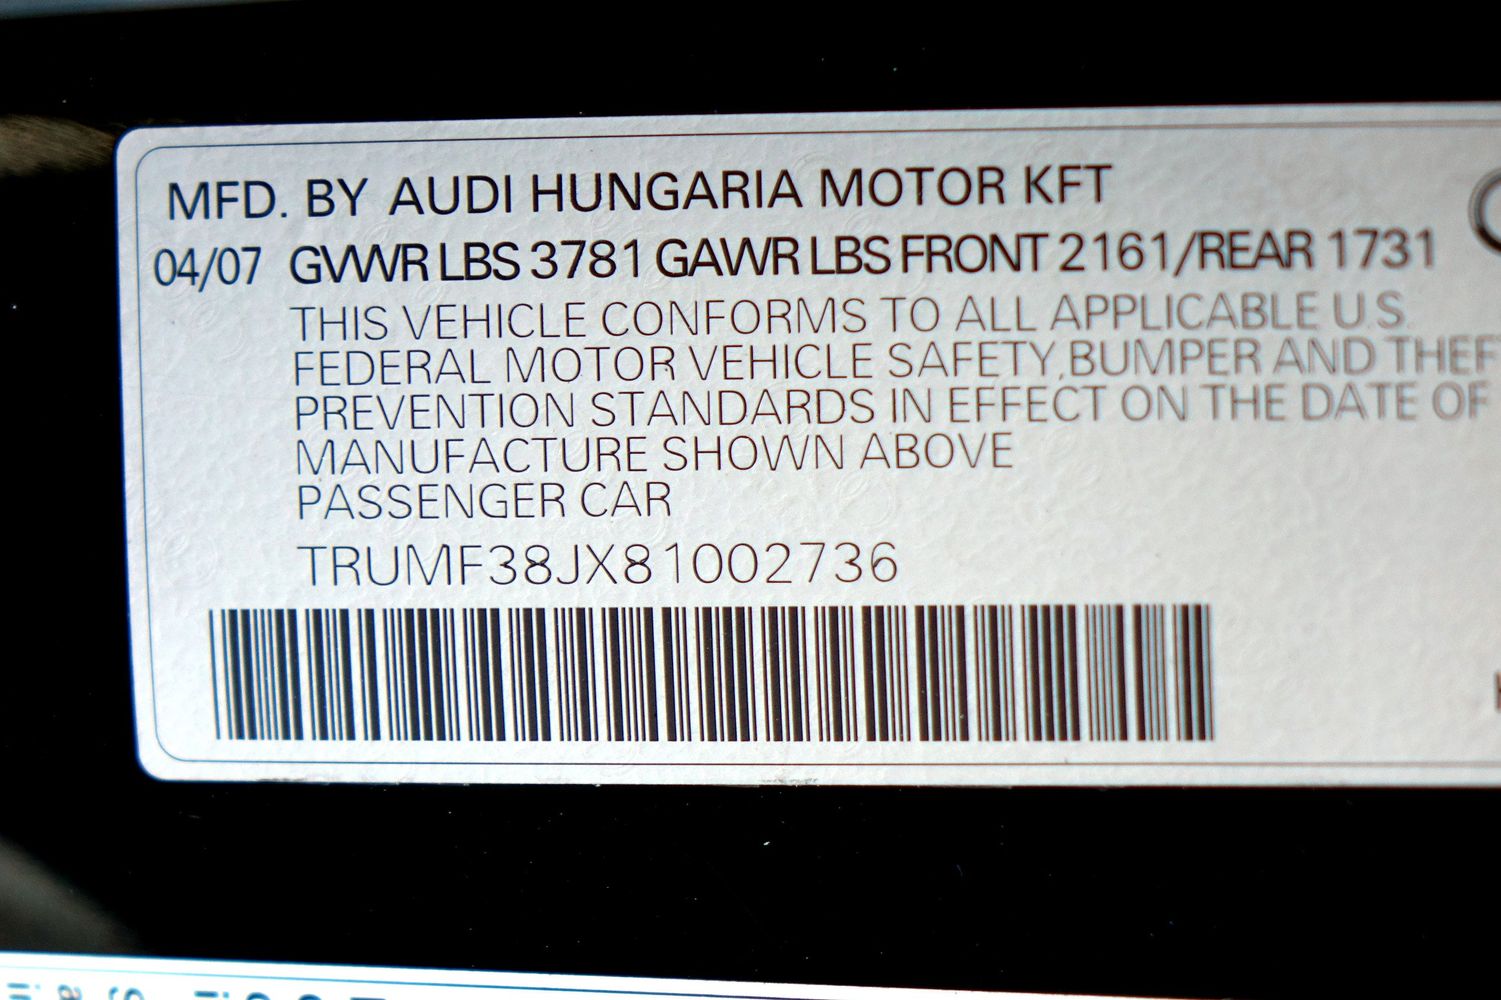 MFD. BY AUDI HUNGARIA MOTOR KFT
04/07 GVWR LBS 3781 GAWR LBS FRONT 2161/REAR 1731
THIS VEHICLE CONFORMS TO ALL APPLICABLE U.S.
FEDERAL MOTOR VEHICLE SAFETY,BUMPER AND THEF
PREVENTION STANDARDS IN EFFECT ON THE DATE OF
MANUFACTURE SHOWN ABOVE
PASSENGER CAR
TRUMF38JX81002736